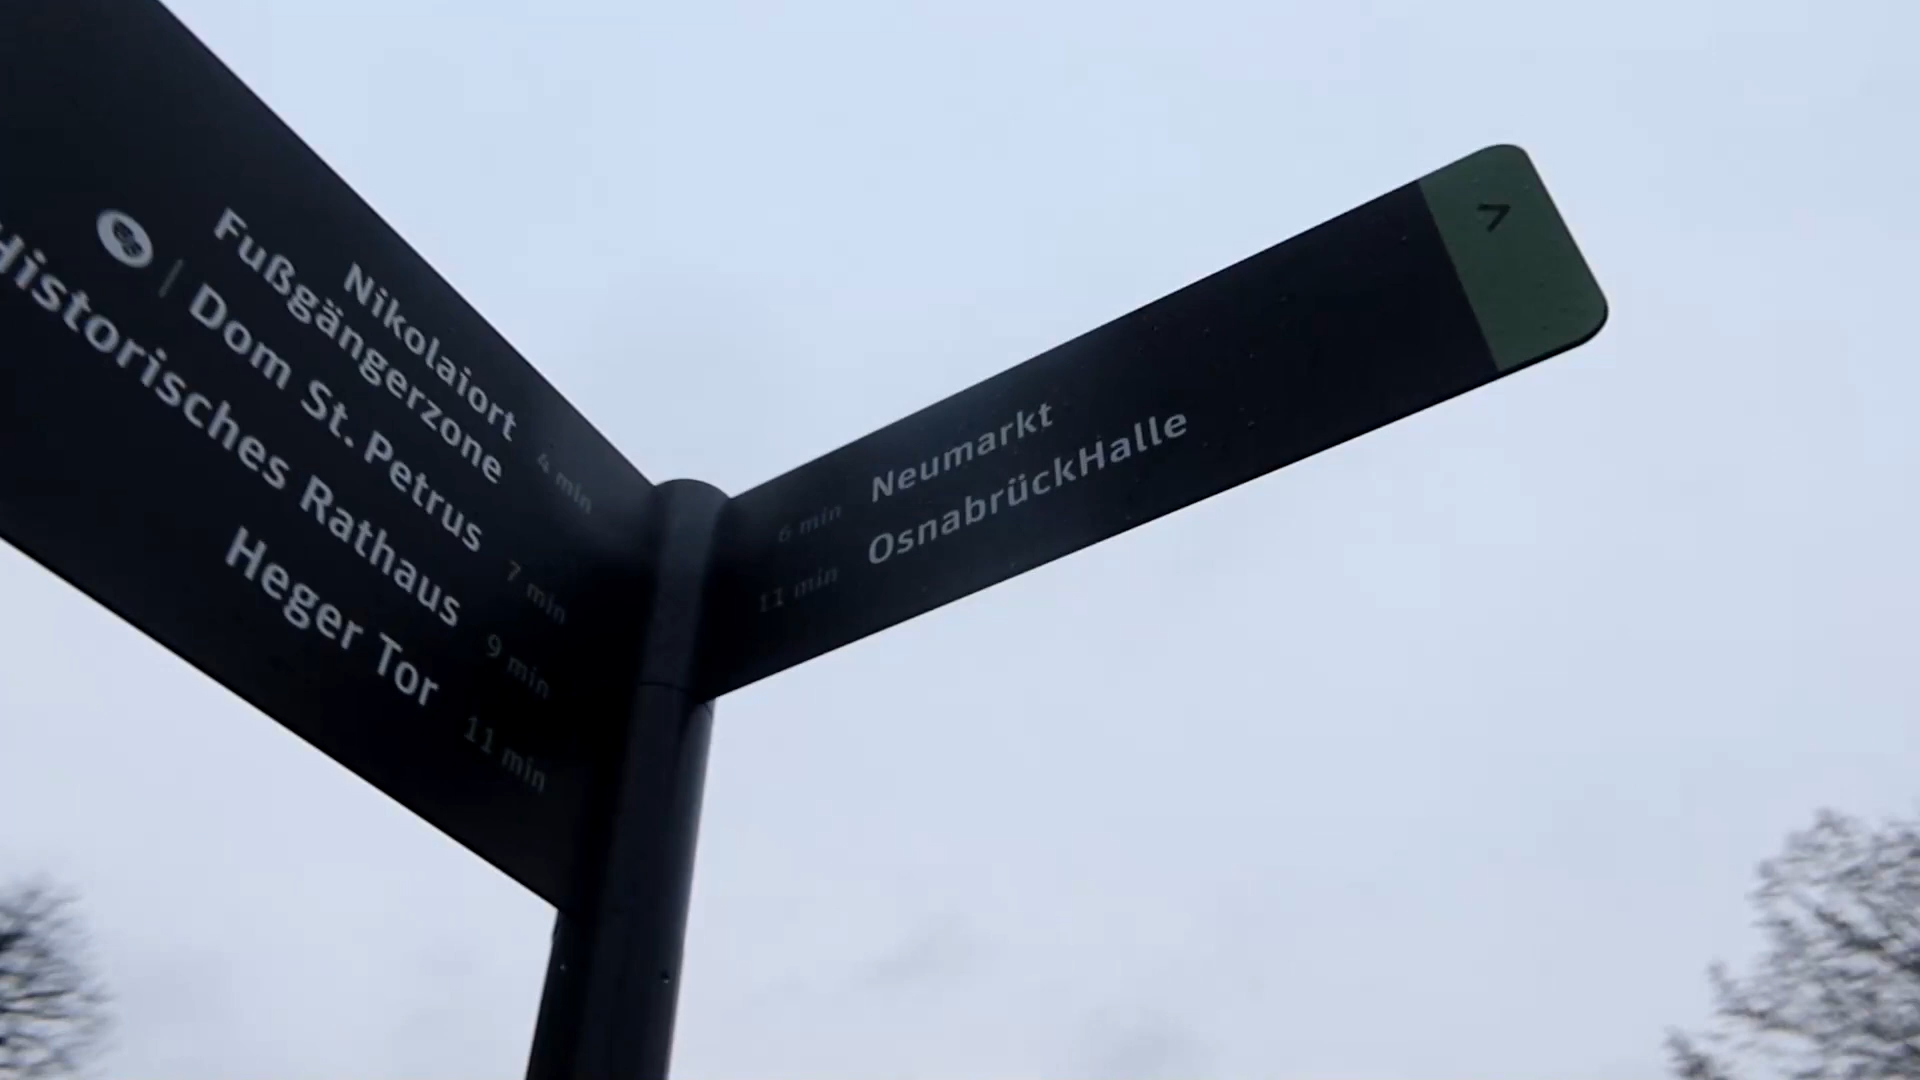 Nikolaiort
Fußgängerzone 4 min
| Dom St. Petrus 7 min
Historisches Rathaus 9 min
Heger Tor 11 min
6 min Neumarkt
11 min OsnabrückHalle
>